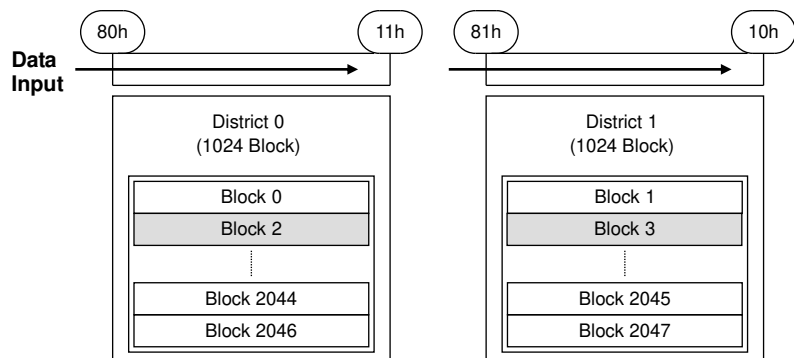 80h 11h 81h 10h
Data
Input
District 0
(1024 Block)
Block 0
Block 2
Block 2044
Block 2046
District 1
(1024 Block)
Block 1
Block 3
Block 2045
Block 2047